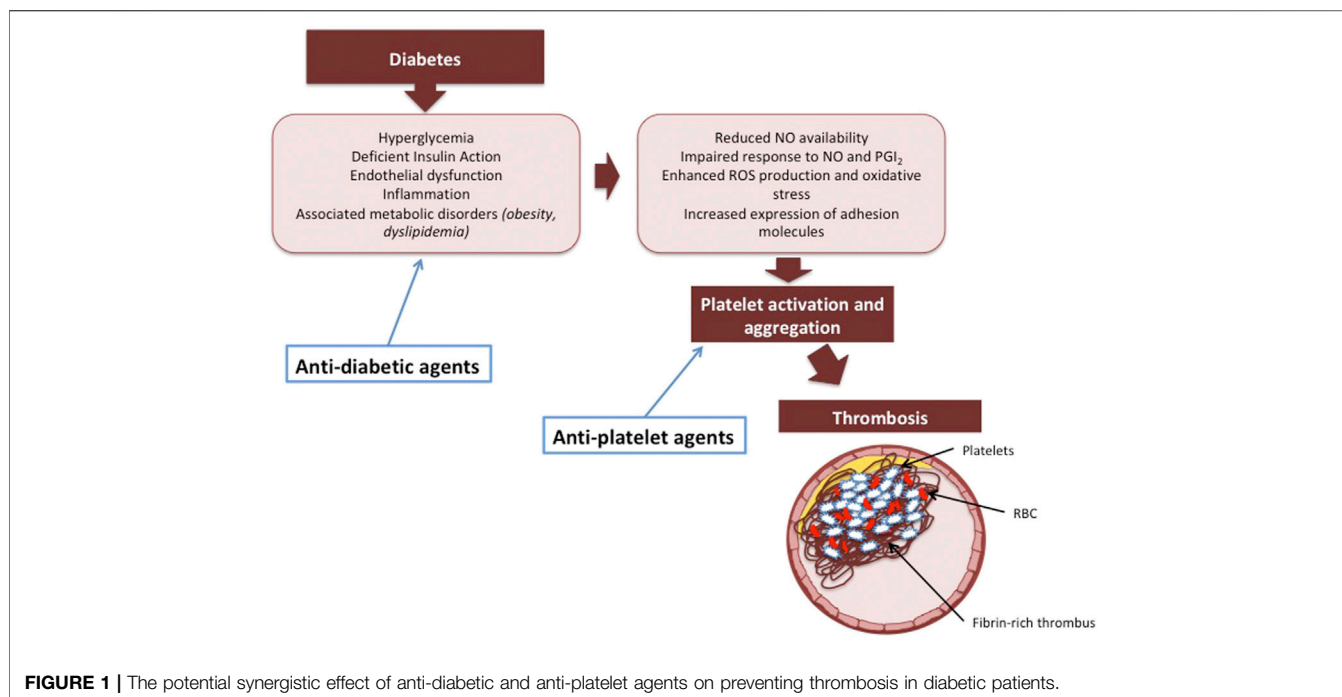 Diabetes
Hyperglycemia
Deficient Insulin Action
Endothelial dysfunction
Inflammation
Associated metabolic disorders (obesity,
dyslipidemia)
Reduced NO availability
Impaired response to NO and PGI₂
Enhanced ROS production and oxidative
stress
Increased expression of adhesion
molecules
Platelet activation and
aggregation
Anti-diabetic agents
Anti-platelet agents
Thrombosis
Platelets
RBC
Fibrin-rich thrombus
FIGURE 1 | The potential synergistic effect of anti-diabetic and anti-platelet agents on preventing thrombosis in diabetic patients.